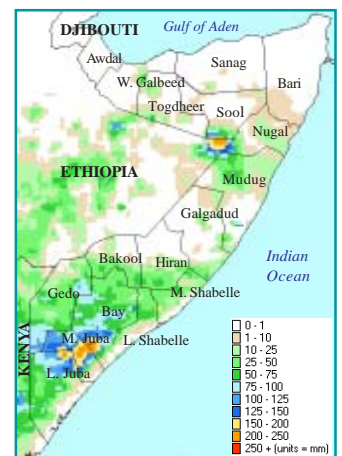 DJIBOUTI
Gulf of Aden
Awdal
Sanag
W. Galbeed
Bari
Togdheer
Sool
Nugal
ETHIOPIA
Mudug
Galgadud
Bakool
Hiran
Indian
Ocean
Gedo
M. Shabelle
Bay
KENYA
M. Juba
L. Shabelle
L. Juba
0 - 1
1 - 10
10 - 25
25 - 50
50 - 75
75 - 100
100 - 125
125 - 150
150 - 200
200 - 250
250 + (units = mm)